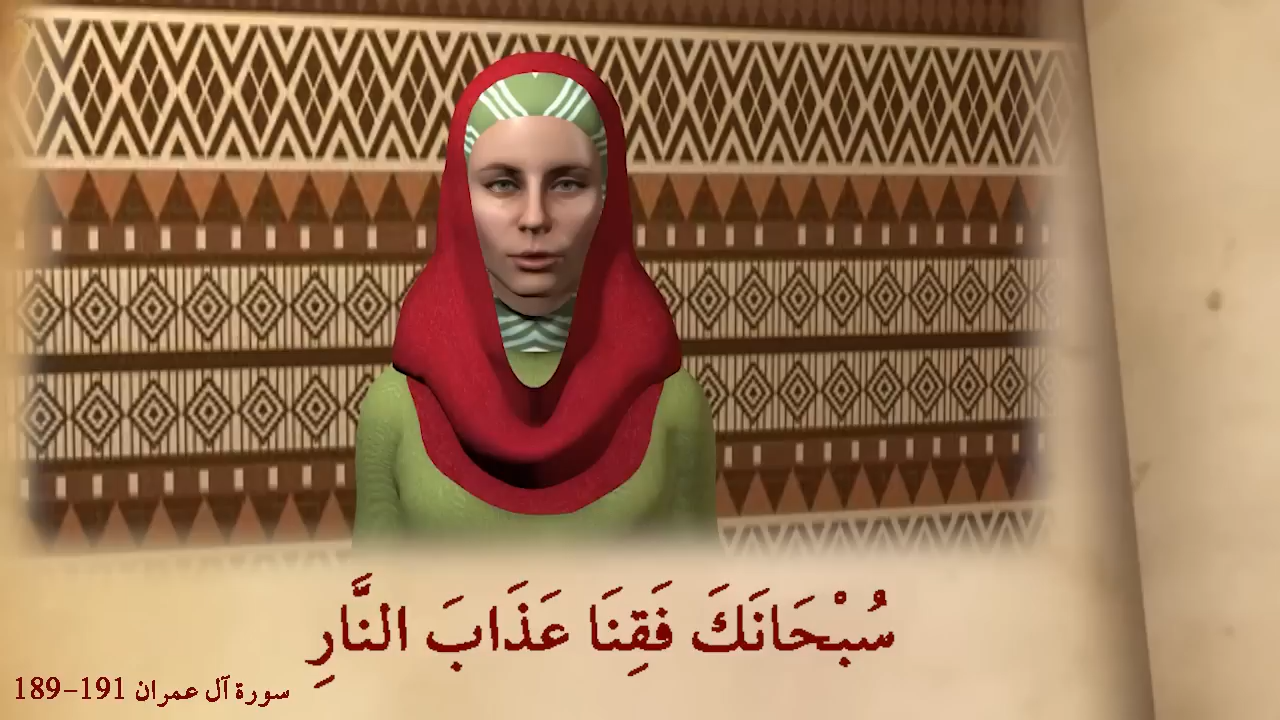 سُبْحَانَكَ فَقِنَا عَذَابَ النَّارِ
سورة آل عمران 191-189